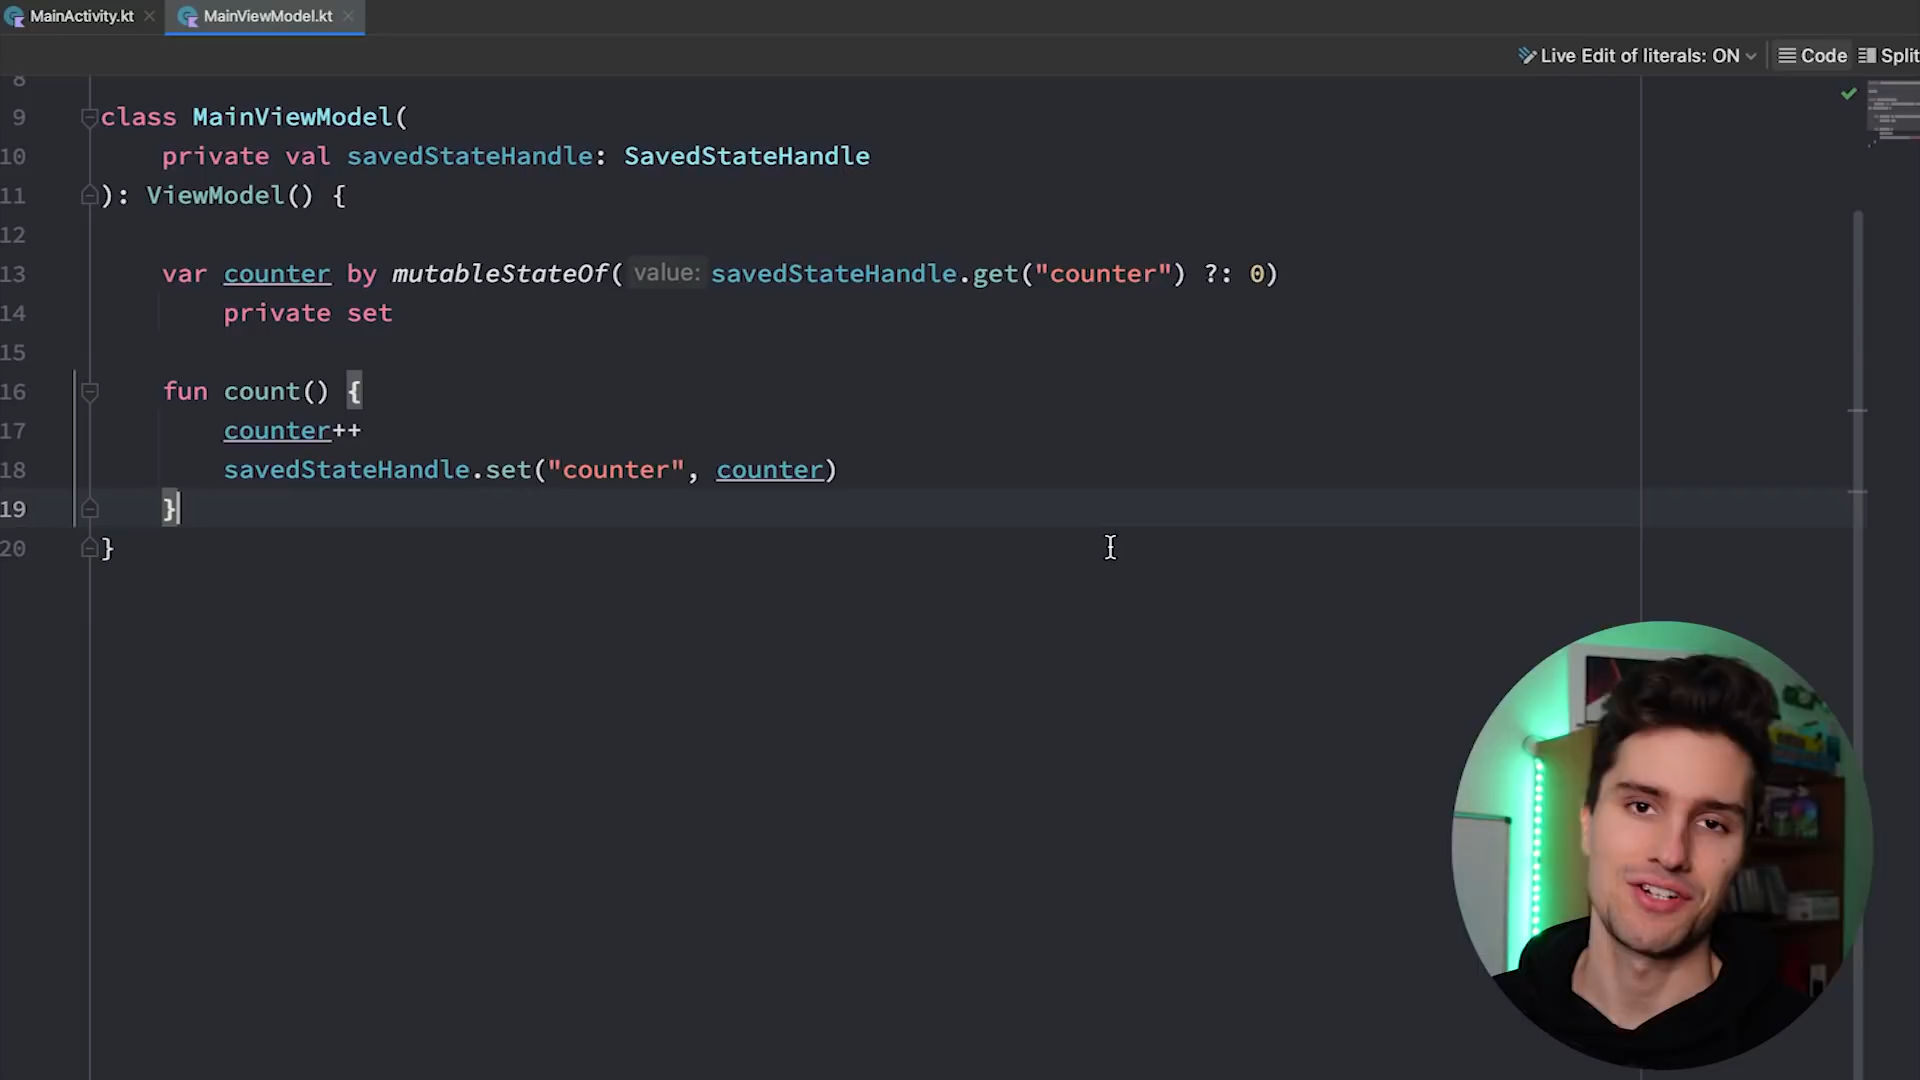 MainActivity.kt
MainViewModel.kt
Live Edit of literals: ON
Code
Split
8
9 class MainViewModel(
10 private val savedStateHandle: SavedStateHandle
11 ): ViewModel() {
12
13 var counter by mutableStateOf( value: savedStateHandle.get("counter") ?: 0)
14 private set
15
16 fun count() {
17 counter++
18 savedStateHandle.set("counter", counter)
19 }
20 }